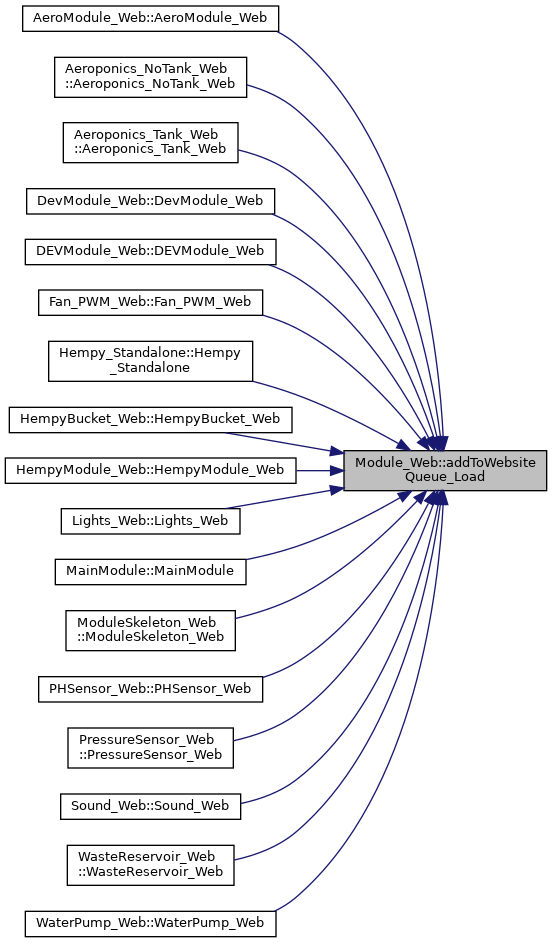 AeroModule_Web::AeroModule_Web
Aeroponics_NoTank_Web
::Aeroponics_NoTank_Web
Aeroponics_Tank_Web
::Aeroponics_Tank_Web
DevModule_Web::DevModule_Web
DEVModule_Web::DEVModule_Web
Fan_PWM_Web::Fan_PWM_Web
Hempy_Standalone::Hempy
_Standalone
HempyBucket_Web::HempyBucket_Web
Module_Web::addToWebsite
Queue_Load
HempyModule_Web::HempyModule_Web
Lights_Web::Lights_Web
MainModule::MainModule
ModuleSkeleton_Web
::ModuleSkeleton_Web
PHSensor_Web::PHSensor_Web
PressureSensor_Web
::PressureSensor_Web
Sound_Web::Sound_Web
WasteReservoir_Web
::WasteReservoir_Web
WaterPump_Web::WaterPump_Web